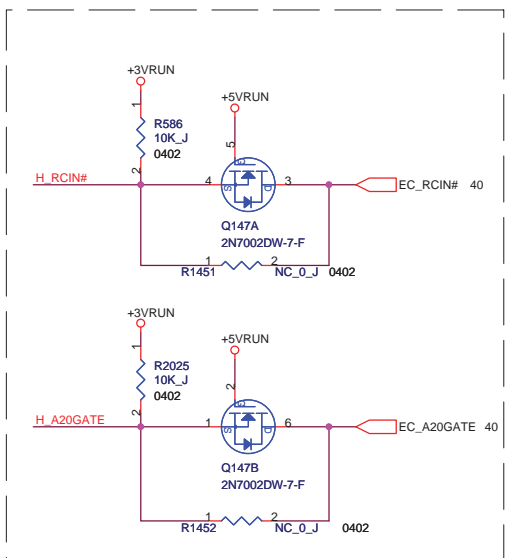 +3VRUN
+5VRUN
1
R586
10K_J
0402
2
5
G
H_RCIN#
4
S
D
3
EC_RCIN# 40
Q147A
2N7002DW-7-F
R1451
1
2
NC_0_J 0402
+3VRUN
+5VRUN
1
R2025
10K_J
0402
2
2
G
H_A20GATE
1
S
D
6
EC_A20GATE 40
Q147B
2N7002DW-7-F
R1452
1
2
NC_0_J 0402